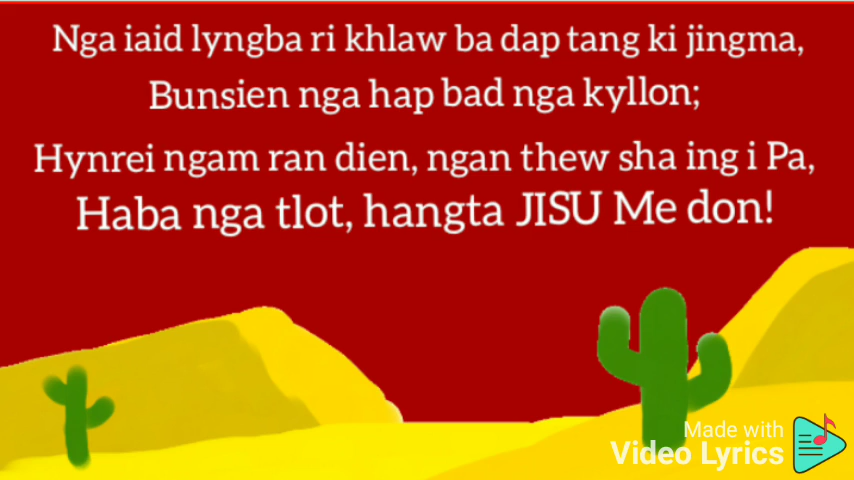 Nga iaid lyngba ri khlaw ba dap tang ki jingma,
Bunsien nga hap bad nga kyllon;
Hynrei ngam ran dien, ngan thew sha ing i Pa,
Haba nga tlot, hangta JISU Me don!
Made with
Video Lyrics